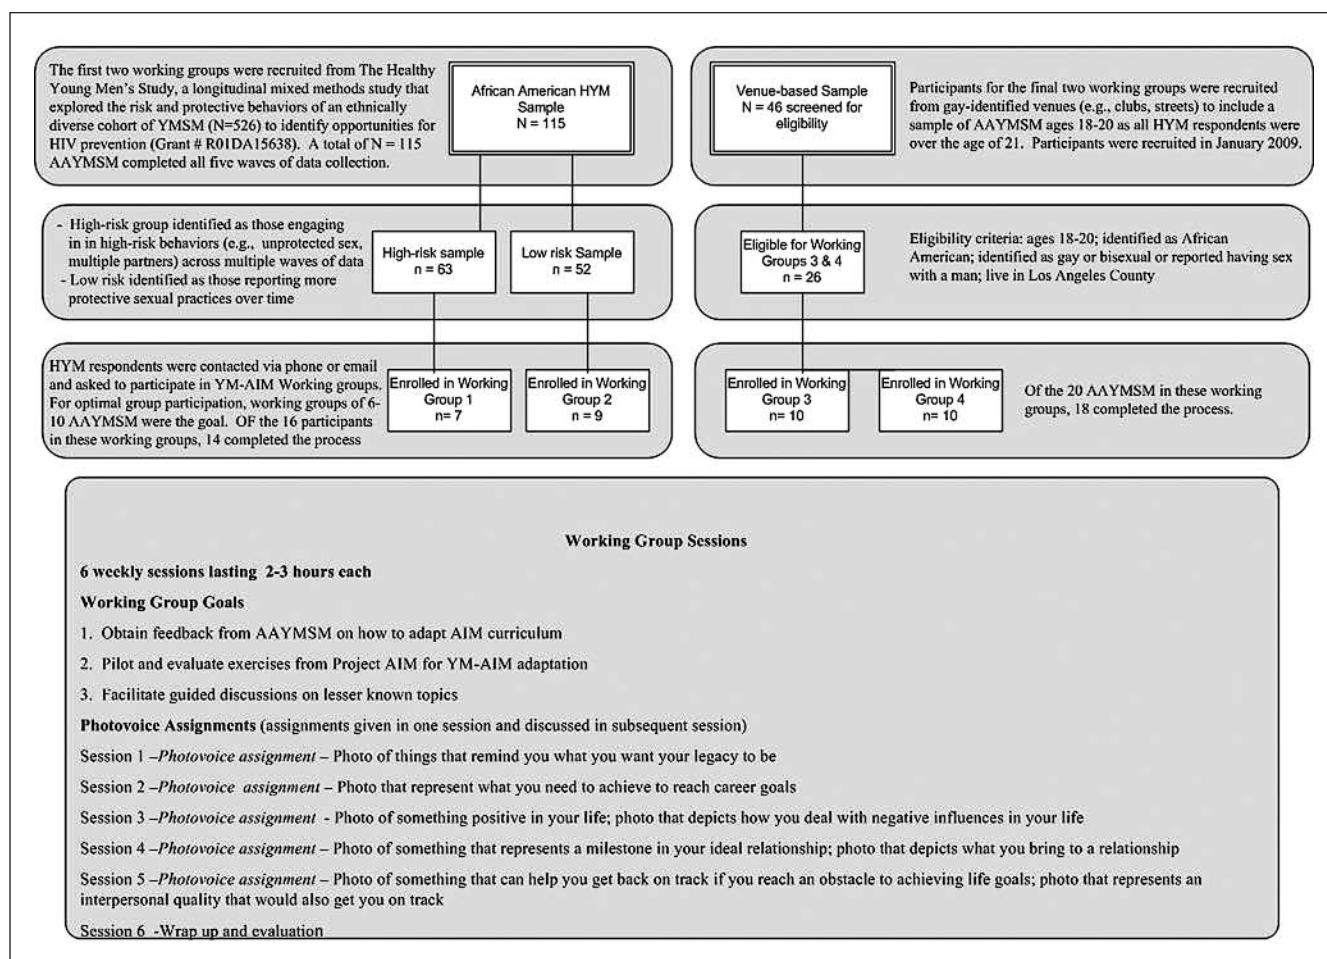 The first two working groups were recruited from The Healthy
Young Men's Study, a longitudinal mixed methods study that
explored the risk and protective behaviors of an ethnically
diverse cohort of YMSM (N=526) to identify opportunities for
HIV prevention (Grant # R01DA15638). A total of N = 115
AAYMSM completed all five waves of data collection.
African American HYM
Sample
N = 115
Venue-based Sample
N = 46 screened for
eligibility
Participants for the final two working groups were recruited
from gay-identified venues (e.g., clubs, streets) to include a
sample of AAYMSM ages 18-20 as all HYM respondents were
over the age of 21. Participants were recruited in January 2009.
- High-risk group identified as those engaging
in in high-risk behaviors (e.g., unprotected sex,
multiple partners) across multiple waves of data
- Low risk identified as those reporting more
protective sexual practices over time
High-risk sample
n = 63
Low risk Sample
n = 52
Eligible for Working
Groups 3 & 4
n = 26
Eligibility criteria: ages 18-20; identified as African
American; identified as gay or bisexual or reported having sex
with a man; live in Los Angeles County
HYM respondents were contacted via phone or email
and asked to participate in YM-AIM Working groups.
For optimal group participation, working groups of 6-
10 AAYMSM were the goal. OF the 16 participants
in these working groups, 14 completed the process
Enrolled in Working
Group 1
n= 7
Enrolled in Working
Group 2
n = 9
Enrolled in Working
Group 3
n= 10
Enrolled in Working
Group 4
n= 10
Of the 20 AAYMSM in these working
groups, 18 completed the process.
Working Group Sessions
6 weekly sessions lasting 2-3 hours each
Working Group Goals
1. Obtain feedback from AAYMSM on how to adapt AIM curriculum
2. Pilot and evaluate exercises from Project AIM for YM-AIM adaptation
3. Facilitate guided discussions on lesser known topics
Photovoice Assignments (assignments given in one session and discussed in subsequent session)
Session 1 –Photovoice assignment – Photo of things that remind you what you want your legacy to be
Session 2 –Photovoice assignment – Photo that represent what you need to achieve to reach career goals
Session 3 –Photovoice assignment - Photo of something positive in your life; photo that depicts how you deal with negative influences in your life
Session 4 –Photovoice assignment – Photo of something that represents a milestone in your ideal relationship; photo that depicts what you bring to a relationship
Session 5 –Photovoice assignment – Photo of something that can help you get back on track if you reach an obstacle to achieving life goals; photo that represents an
interpersonal quality that would also get you on track
Session 6 -Wrap up and evaluation